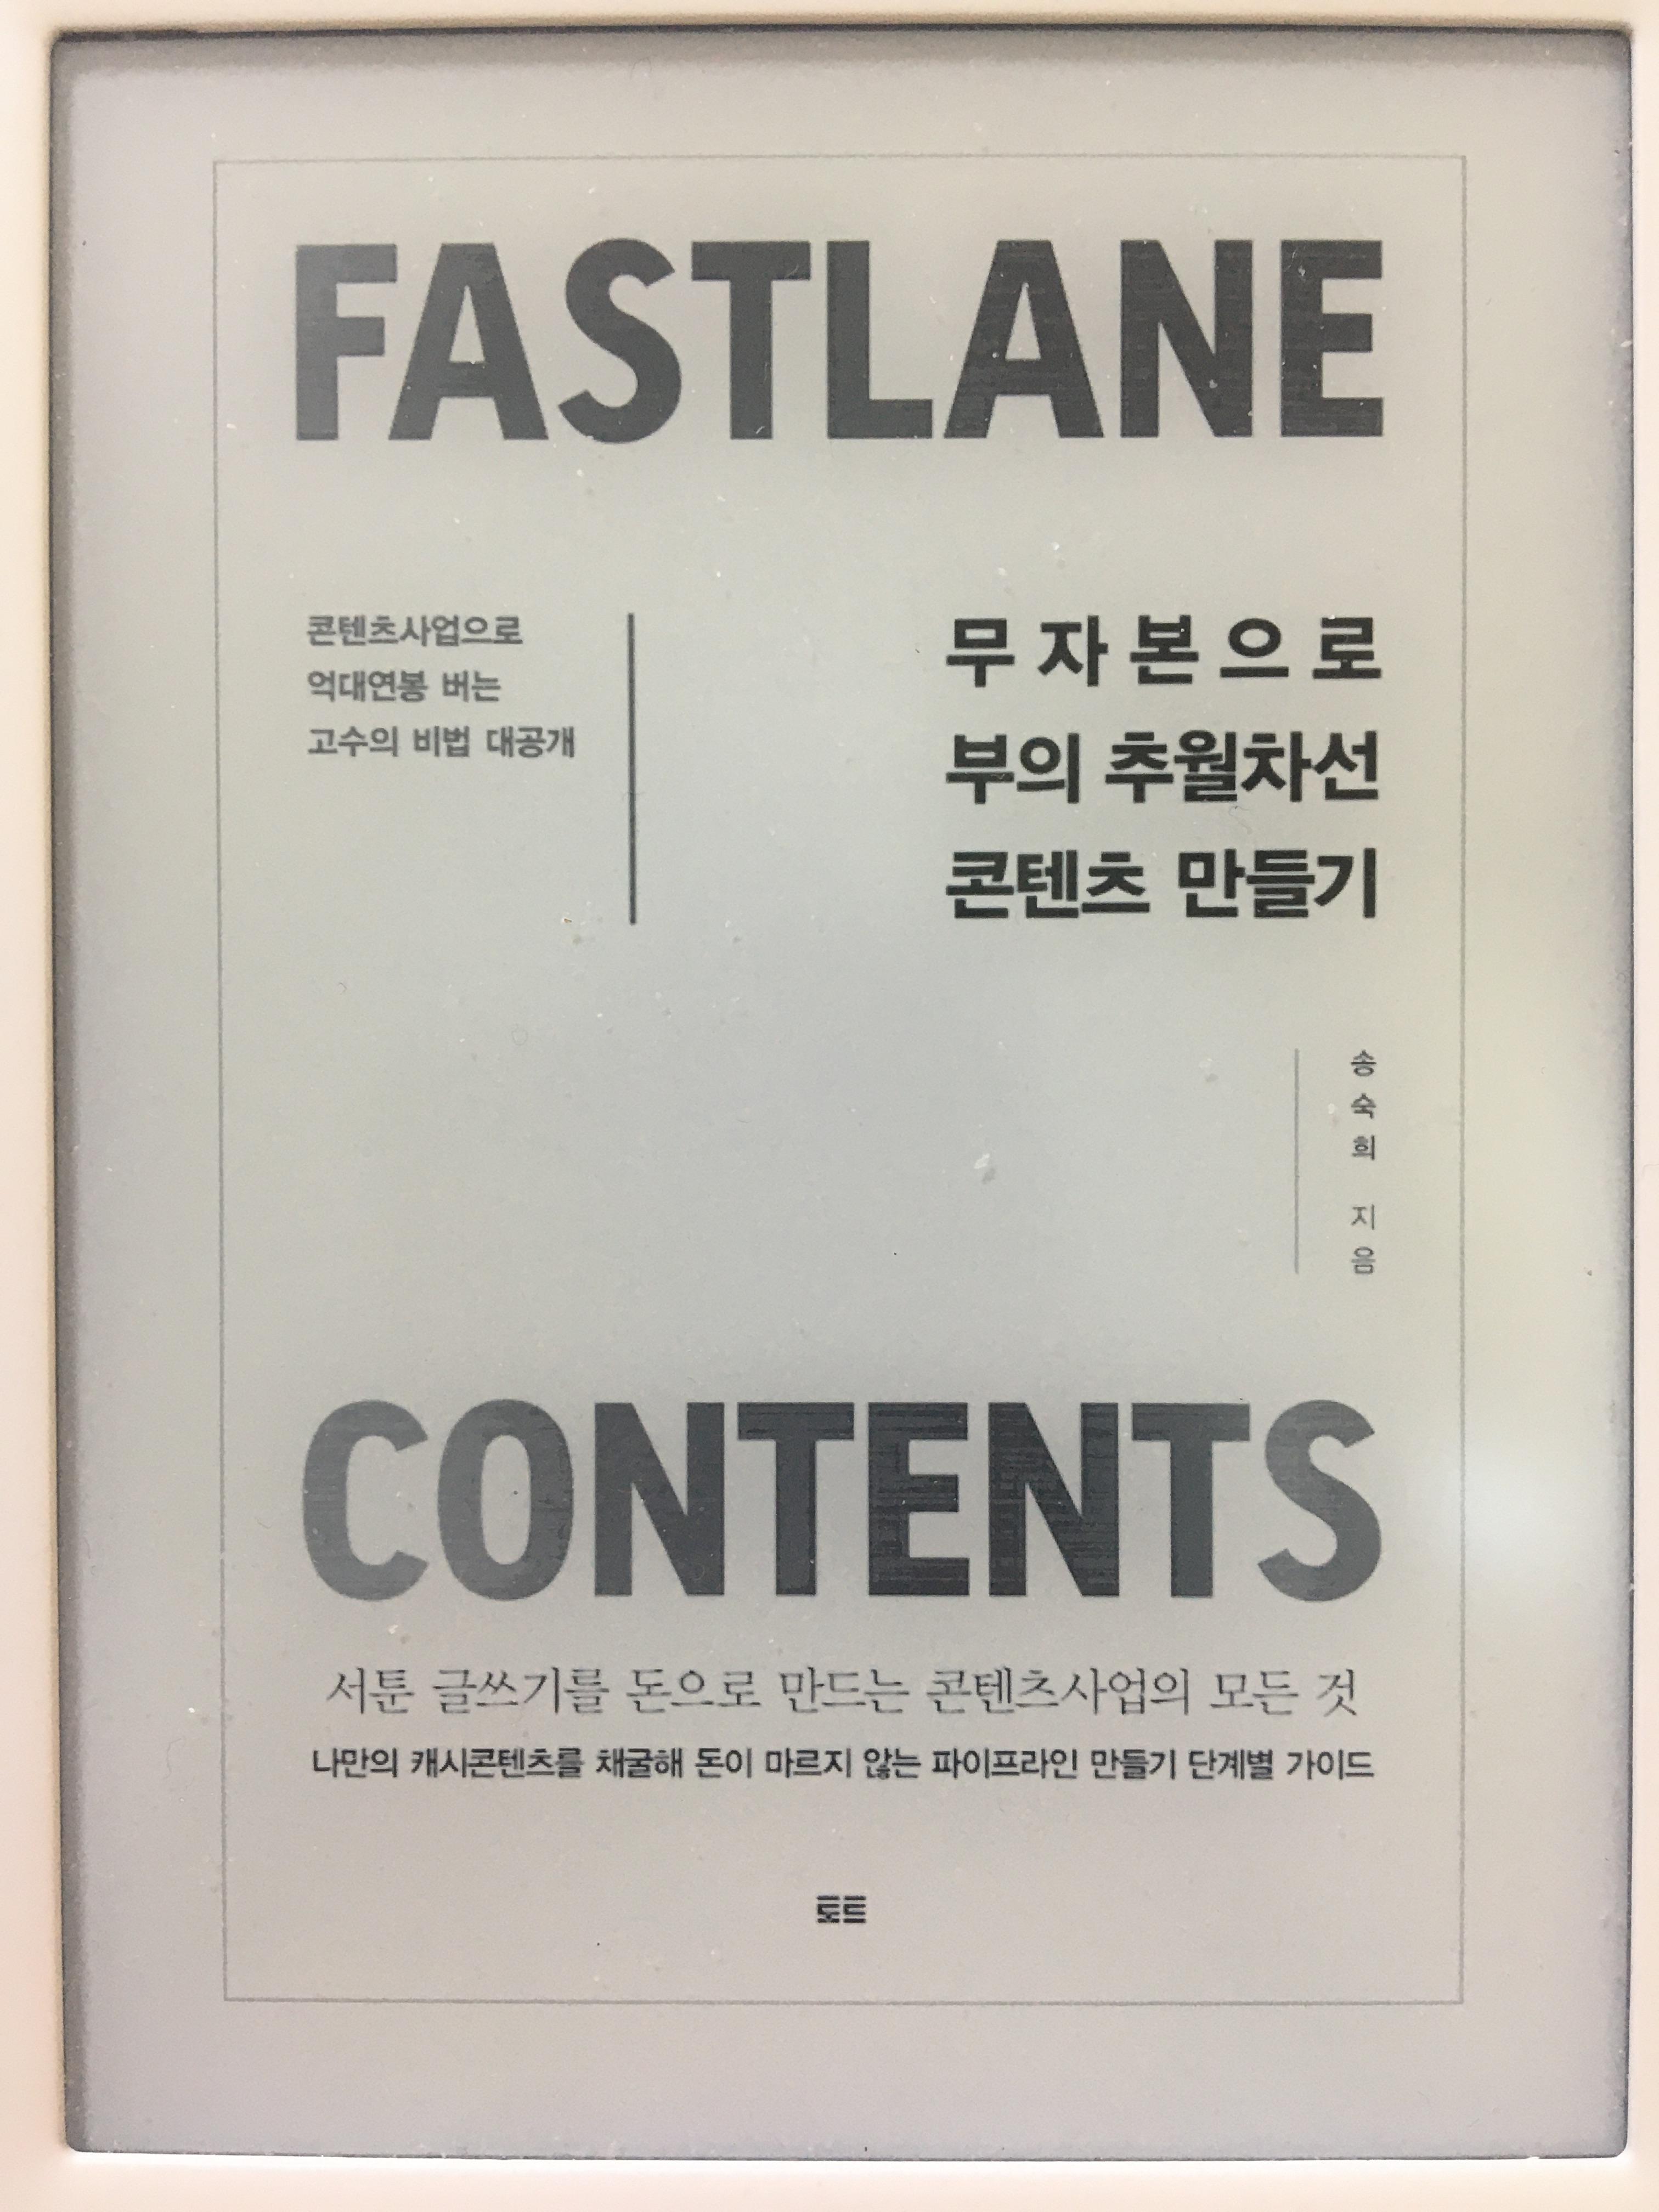 FASTLANE
콘텐츠사업으로
억대연봉 버는
고수의 비법 대공개
무자본으로
부의 추월차선
콘텐츠 만들기
송숙희 지음
CONTENTS
서툰 글쓰기를 돈으로 만드는 콘텐츠사업의 모든 것
나만의 캐시콘텐츠를 채굴해 돈이 마르지 않는 파이프라인 만들기 단계별 가이드
토트